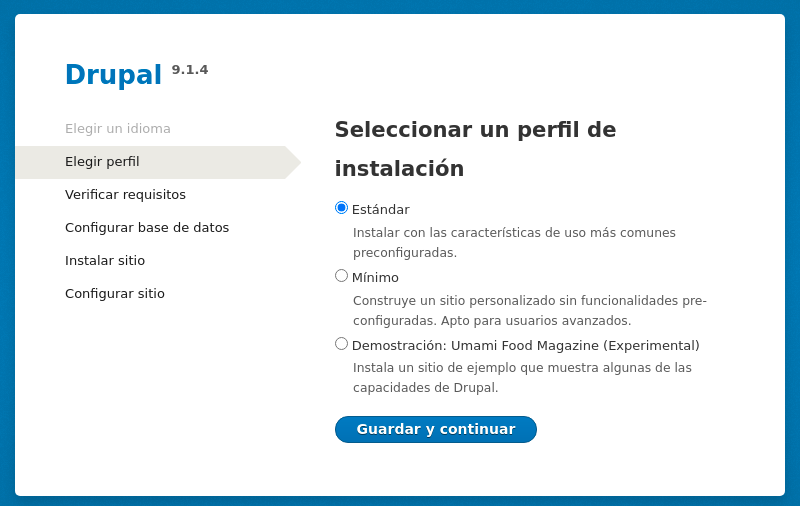 Drupal 9.1.4
Elegir un idioma
Elegir perfil
Verificar requisitos
Configurar base de datos
Instalar sitio
Configurar sitio
Seleccionar un perfil de
instalación
Estándar
Instalar con las características de uso más comunes
preconfiguradas.
Mínimo
Construye un sitio personalizado sin funcionalidades pre-
configuradas. Apto para usuarios avanzados.
Demostración: Umami Food Magazine (Experimental)
Instala un sitio de ejemplo que muestra algunas de las
capacidades de Drupal.
Guardar y continuar